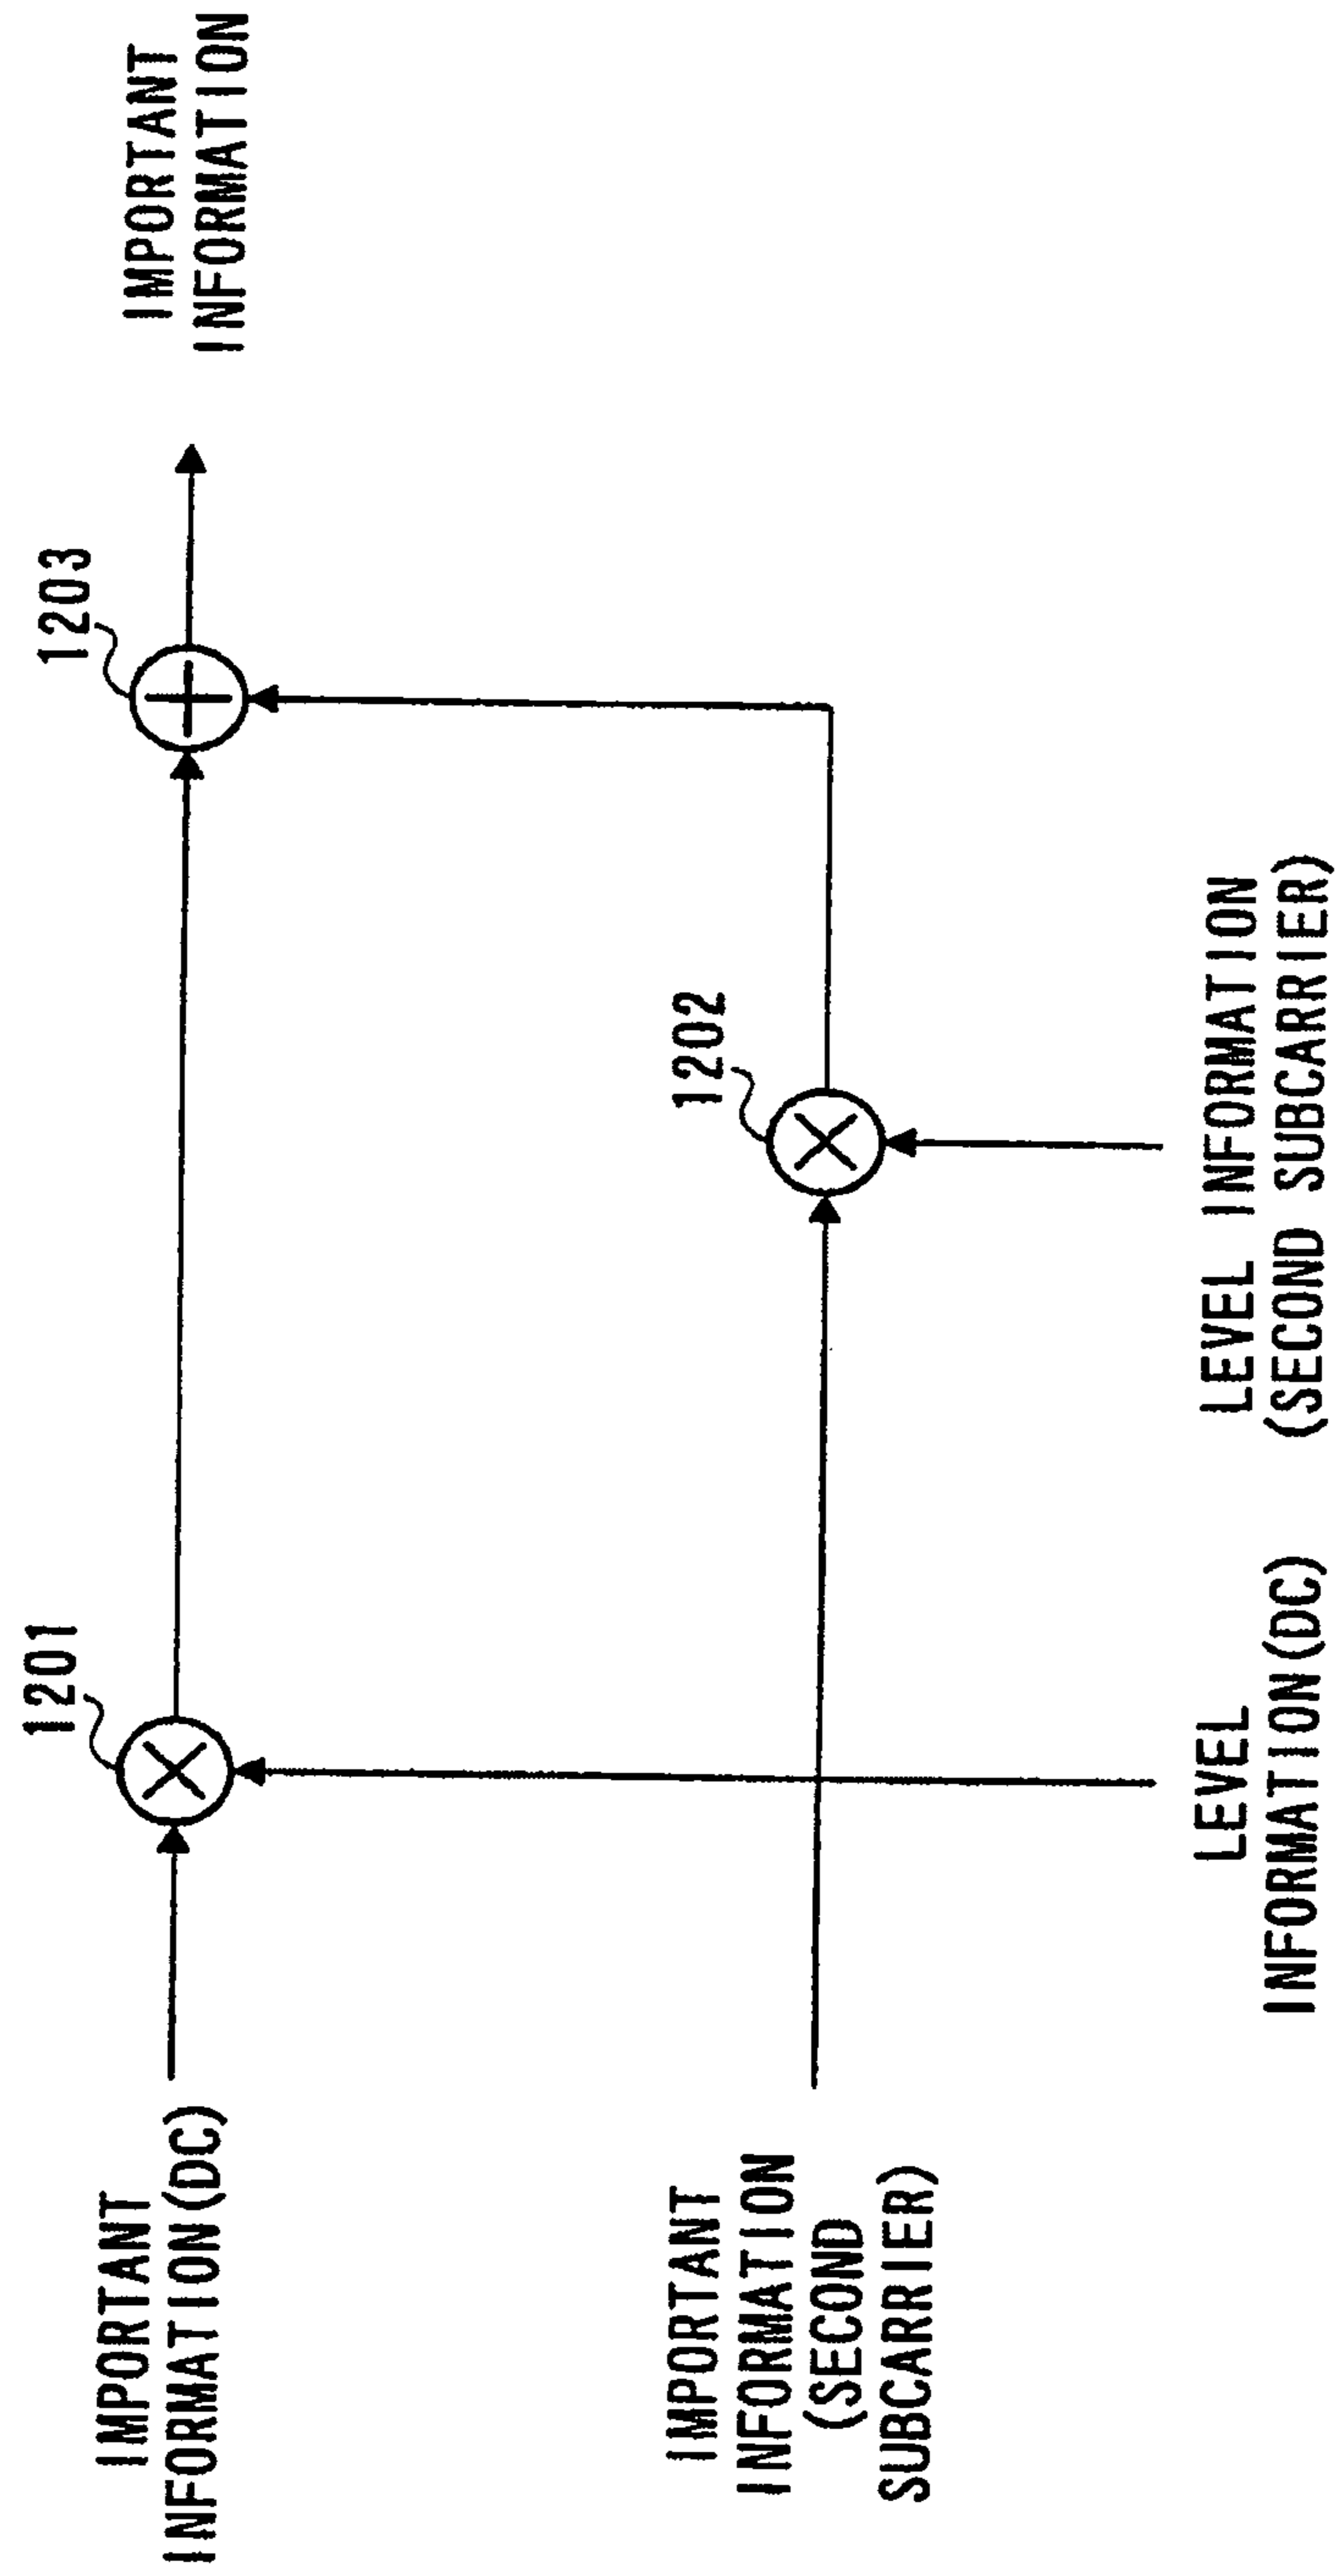 IMPORTANT
INFORMATION(DC)
1201
1203
IMPORTANT
INFORMATION
IMPORTANT
INFORMATION
(SECOND
SUBCARRIER)
1202
LEVEL
INFORMATION(DC)
LEVEL INFORMATION
(SECOND SUBCARRIER)